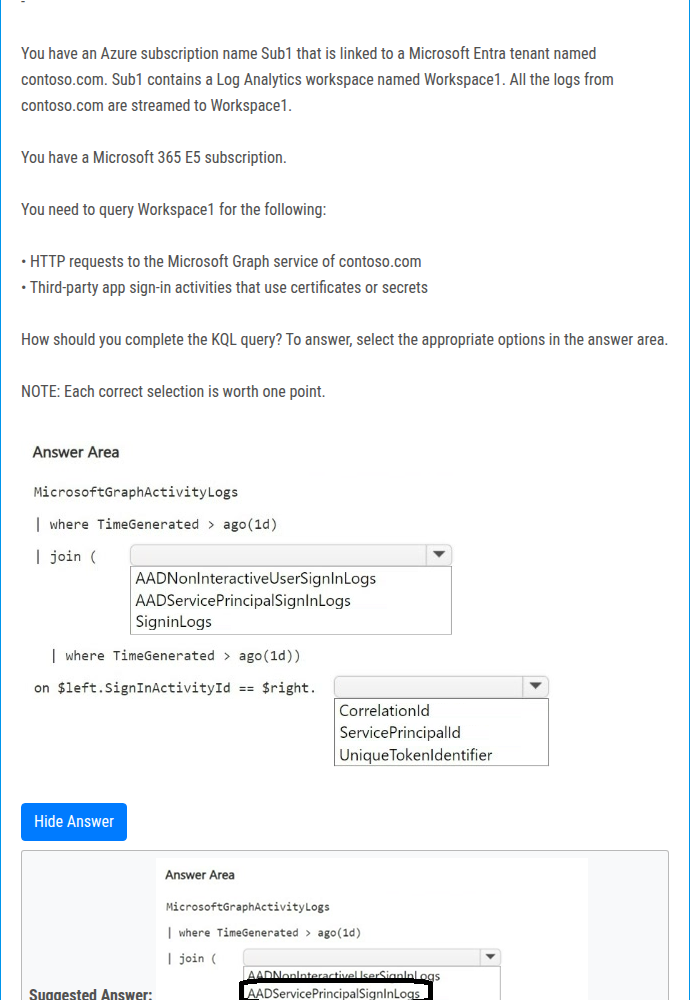 -
You have an Azure subscription name Sub1 that is linked to a Microsoft Entra tenant named
contoso.com. Sub1 contains a Log Analytics workspace named Workspace1. All the logs from
contoso.com are streamed to Workspace1.
You have a Microsoft 365 E5 subscription.
You need to query Workspace1 for the following:
• HTTP requests to the Microsoft Graph service of contoso.com
• Third-party app sign-in activities that use certificates or secrets
How should you complete the KQL query? To answer, select the appropriate options in the answer area.
NOTE: Each correct selection is worth one point.
Answer Area
MicrosoftGraphActivityLogs
| where TimeGenerated > ago(1d)
| join (
AADNonInteractiveUserSignInLogs
AADServicePrincipalSignInLogs
SigninLogs
| where TimeGenerated > ago(1d))
on $left.SignInActivityId == $right.
CorrelationId
ServicePrincipalId
UniqueTokenIdentifier
Hide Answer
Answer Area
MicrosoftGraphActivityLogs
| where TimeGenerated > ago(1d)
| join (
AADNonInteractiveUserSignInLogs
Suggested Answer:
AADServicePrincipalSignInLogs